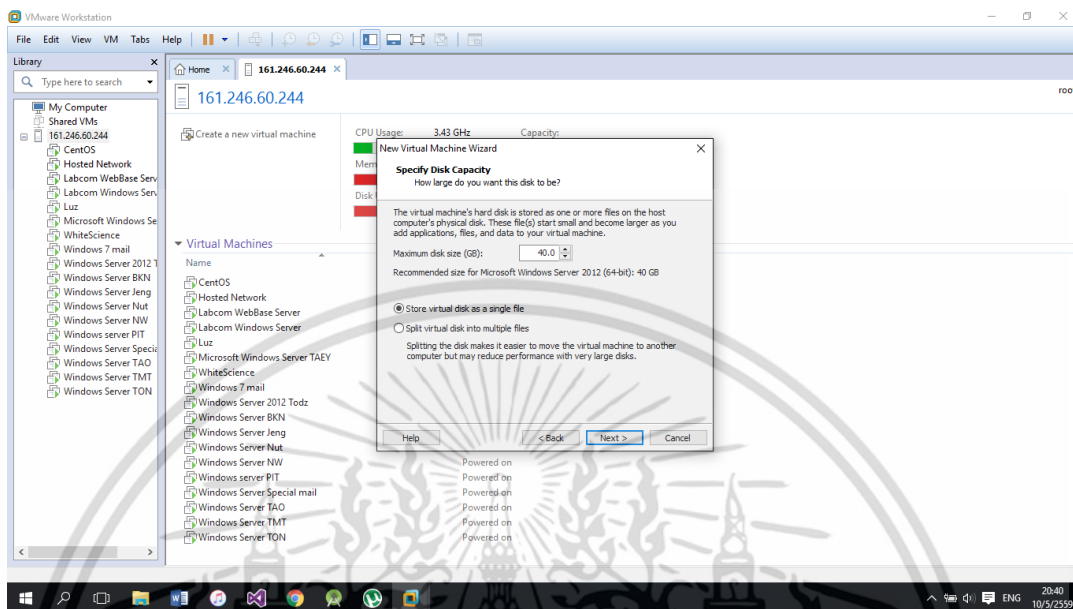 VMware Workstation
File Edit View VM Tabs Help
Library
Type here to search
My Computer
Shared VMs
161.246.60.244
CentOS
Hosted Network
Labcom WebBase Serv
Labcom Windows Serv
Luz
Microsoft Windows Se
WhiteScience
Windows 7 mail
Windows Server 2012 T
Windows Server BKN
Windows Server Jeng
Windows Server Nut
Windows Server NW
Windows server PIT
Windows Server Specia
Windows Server TAO
Windows Server TMT
Windows Server TON
Home
161.246.60.244
161.246.60.244
roo
Create a new virtual machine
CPU Usage: 3.43 GHz Capacity:
Mem
Disk
Virtual Machines
Name
CentOS
Hosted Network
Labcom WebBase Server
Labcom Windows Server
Luz
Microsoft Windows Server TAEY
WhiteScience
Windows 7 mail
Windows Server 2012 Todz
Windows Server BKN
Windows Server Jeng
Windows Server Nut
Windows Server NW Powered on
Windows server PIT Powered on
Windows Server Special mail Powered on
Windows Server TAO Powered on
Windows Server TMT Powered on
Windows Server TON Powered on
New Virtual Machine Wizard
Specify Disk Capacity
How large do you want this disk to be?
The virtual machine's hard disk is stored as one or more files on the host
computer's physical disk. These file(s) start small and become larger as you
add applications, files, and data to your virtual machine.
Maximum disk size (GB): 40.0
Recommended size for Microsoft Windows Server 2012 (64-bit): 40 GB
Store virtual disk as a single file
Split virtual disk into multiple files
Splitting the disk makes it easier to move the virtual machine to another
computer but may reduce performance with very large disks.
Help < Back Next > Cancel
ENG
20:40
10/5/2559